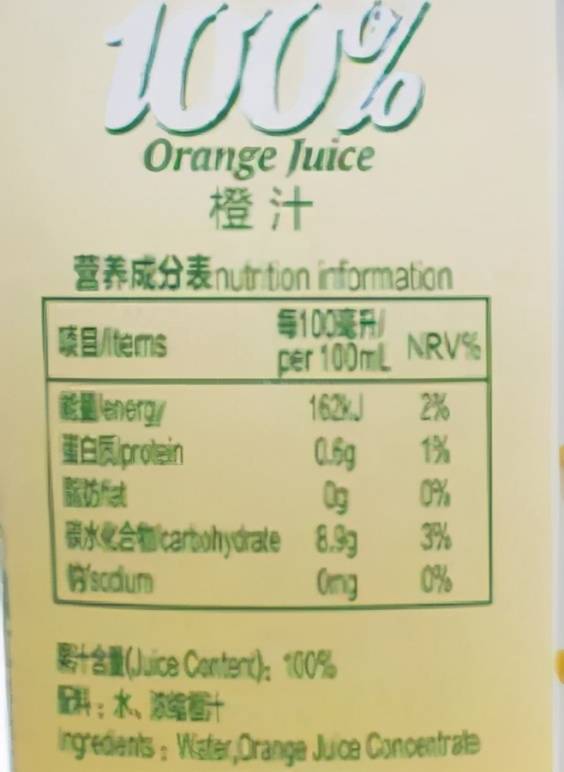 100%
Orange Juice
橙汁
营养成分表nutrition information
项目/Items 每100毫升/per 100mL NRV%
能量/energy 162kJ 2%
蛋白质/protein 0.6g 1%
脂肪/fat 0g 0%
碳水化合物/carbohydrate 8.9g 3%
钠/sodium 0mg 0%
果汁含量(Juice Content): 100%
配料：水、浓缩橙汁
Ingredients：Water,Orange Juice Concentrate